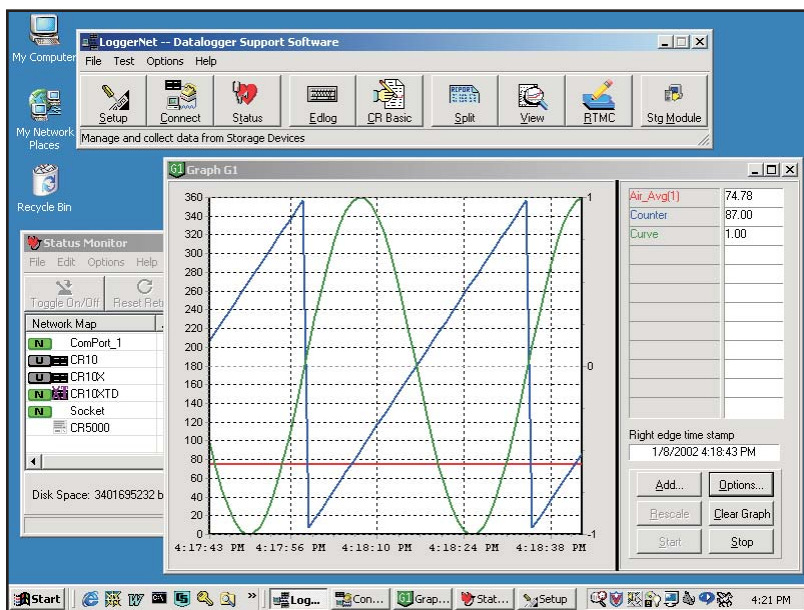 My Computer
My Network
Places
Recycle Bin
LoggerNet -- Datalogger Support Software
File Test Options Help
Setup Connect Status Edlog CR Basic Split View RTMC Stg Module
Manage and collect data from Storage Devices
Status Monitor
File Edit Options Help
Toggle On/Off Reset Retr
Network Map
N ComPort_1
U CR10
U CR10X
N CR10XTD
N Socket
CR5000
Disk Space: 3401695232 b
G1 Graph G1
360
340
320
300
280
260
240
220
200
180
160
140
120
100
80
60
40
20
0
1
0
-1
4:17:43 PM 4:17:56 PM 4:18:10 PM 4:18:24 PM 4:18:38 PM
Air_Avg(1) 74.78
Counter 87.00
Curve 1.00
Right edge time stamp
1/8/2002 4:18:43 PM
Add... Options...
Rescale Clear Graph
Start Stop
Start Log... Con... G1 Grap... Stat... Setup 4:21 PM